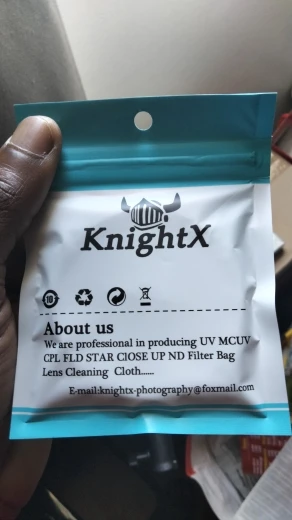 KnightX
10
About us
We are professional in producing UV MCUV
CPL FLD STAR ClOSE UP ND Filter Bag
Lens Cleaning Cloth......
E-mail:knightx-photography@foxmail.com